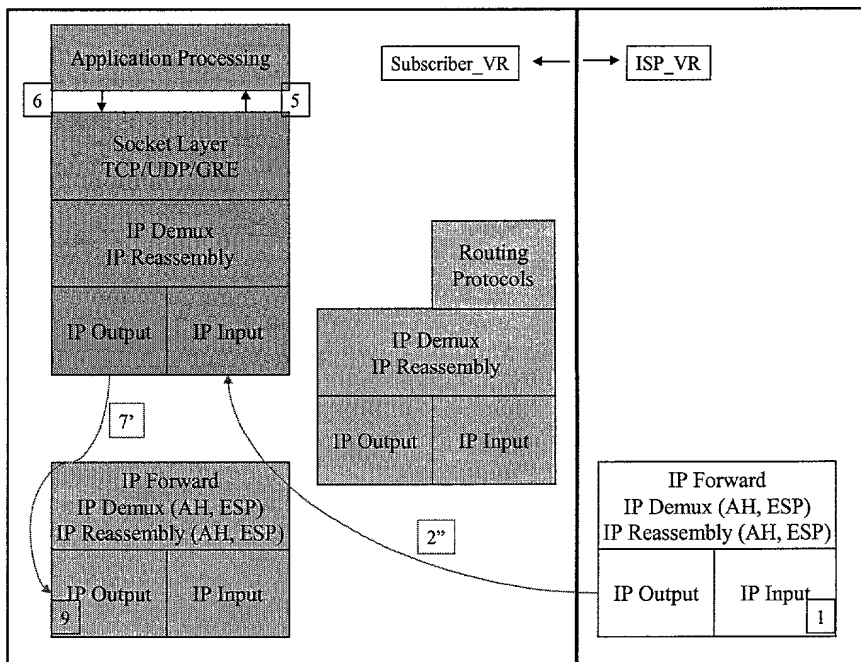 Application Processing
Subscriber_VR
ISP_VR
6
5
Socket Layer
TCP/UDP/GRE
IP Demux
IP Reassembly
IP Output
IP Input
Routing
Protocols
IP Demux
IP Reassembly
IP Output
IP Input
7’
2”
IP Forward
IP Demux (AH, ESP)
IP Reassembly (AH, ESP)
IP Output
IP Input
9
IP Forward
IP Demux (AH, ESP)
IP Reassembly (AH, ESP)
IP Output
IP Input
1